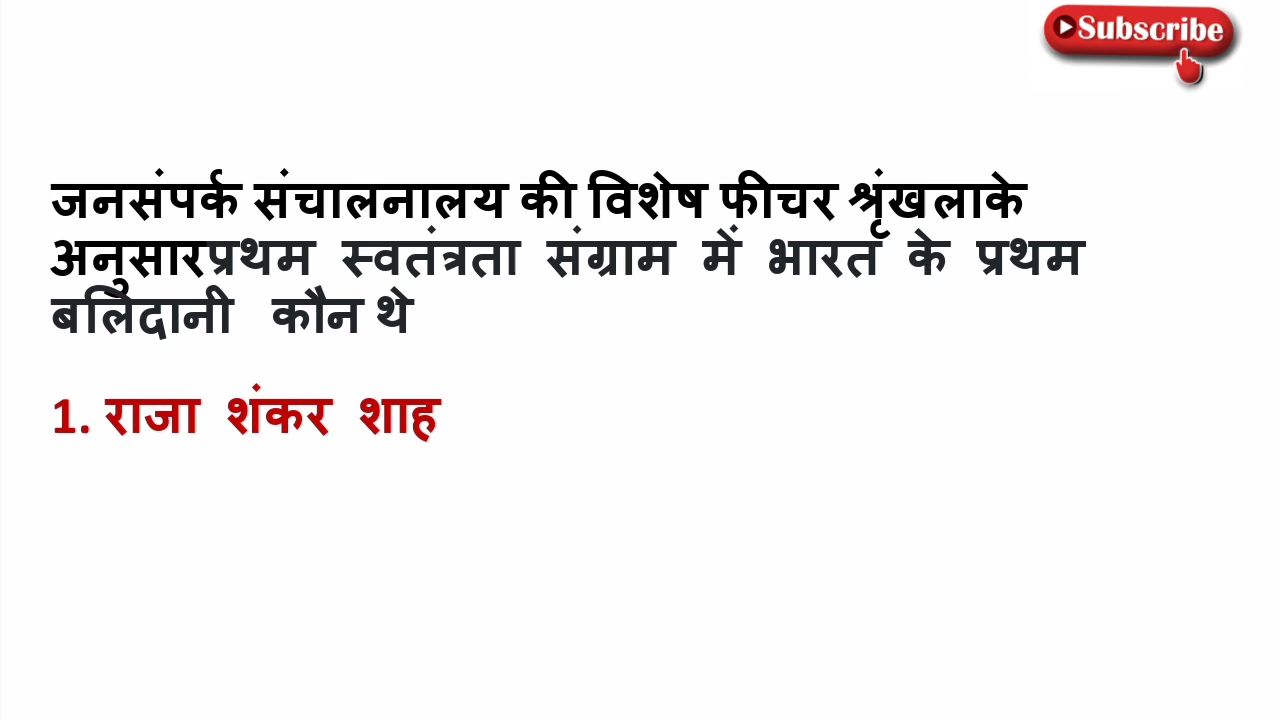 Subscribe
जनसंपर्क संचालनालय की विशेष फीचर श्रृंखलाके
अनुसारप्रथम स्वतंत्रता संग्राम में भारत के प्रथम
बलिदानी कौन थे
1. राजा शंकर शाह